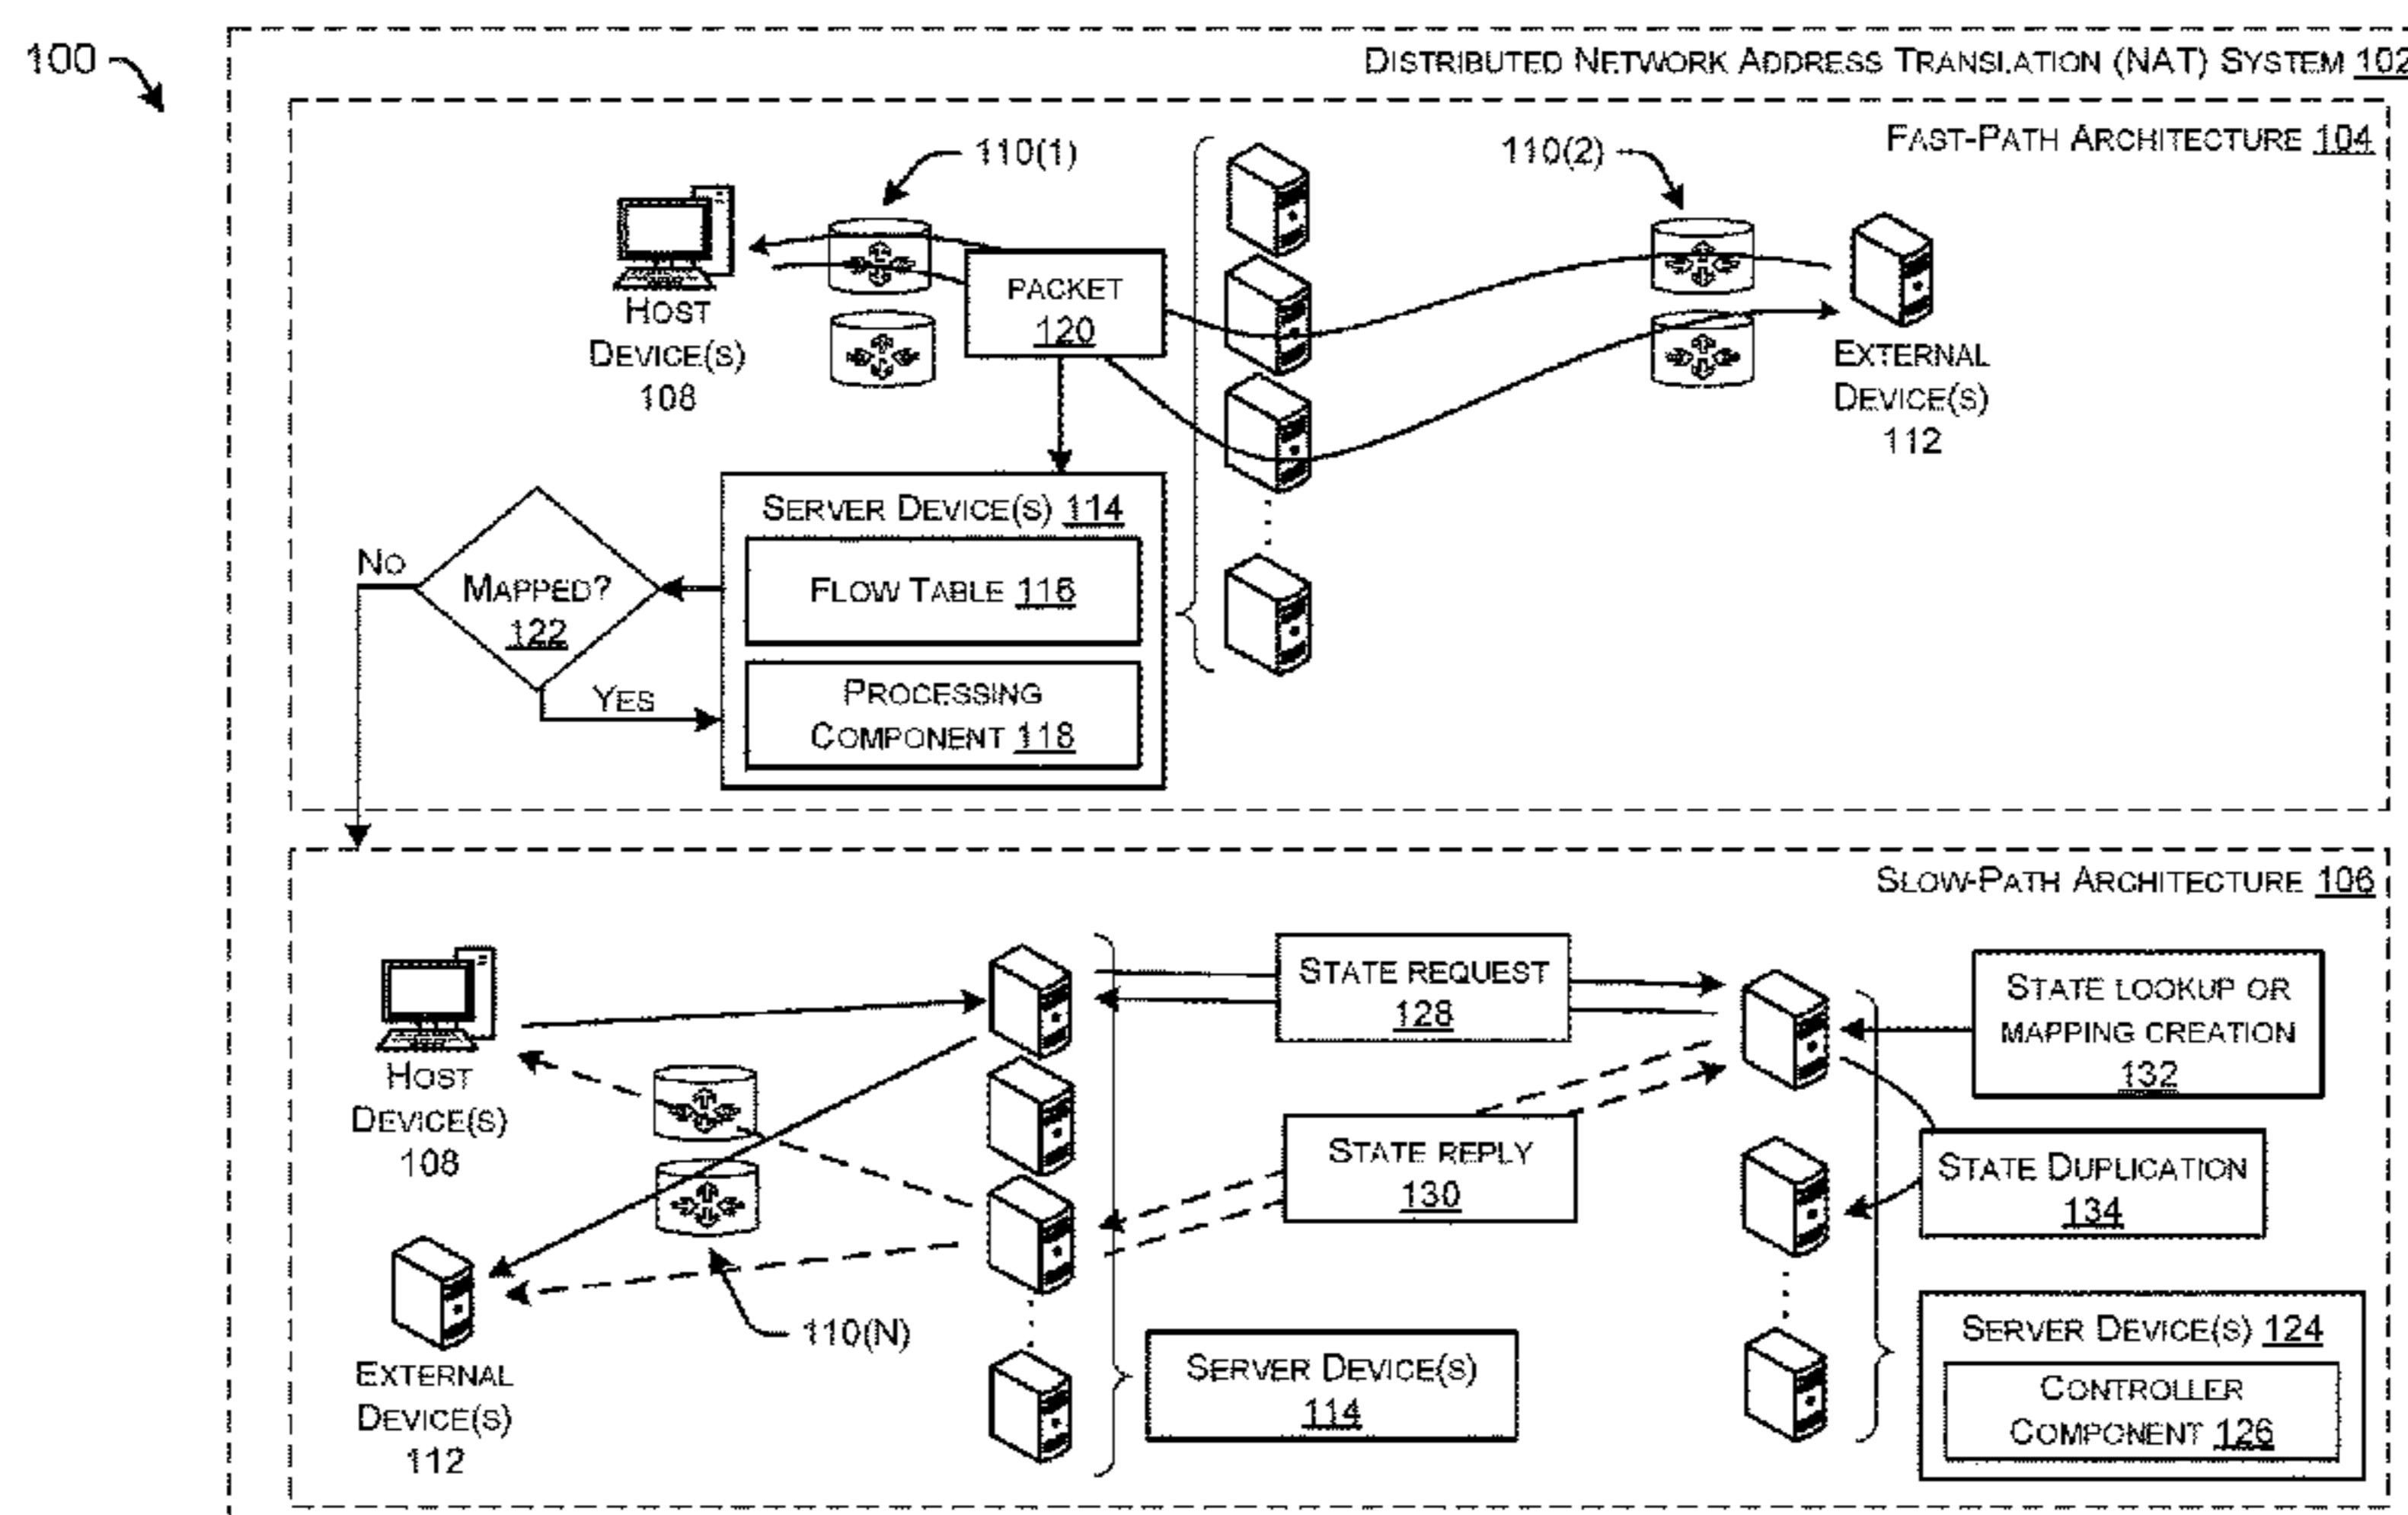 100
DISTRIBUTED NETWORK ADDRESS TRANSLATION (NAT) SYSTEM 102
FAST-PATH ARCHITECTURE 104
110(1)
110(2)
HOST
DEVICE(S)
108
PACKET
120
EXTERNAL
DEVICE(S)
112
SERVER DEVICE(S) 114
FLOW TABLE 116
PROCESSING
COMPONENT 118
NO
MAPPED?
122
YES
SLOW-PATH ARCHITECTURE 106
HOST
DEVICE(S)
108
STATE REQUEST
128
STATE LOOKUP OR
MAPPING CREATION
132
STATE REPLY
130
STATE DUPLICATION
134
110(N)
EXTERNAL
DEVICE(S)
112
SERVER DEVICE(S)
114
SERVER DEVICE(S) 124
CONTROLLER
COMPONENT 126